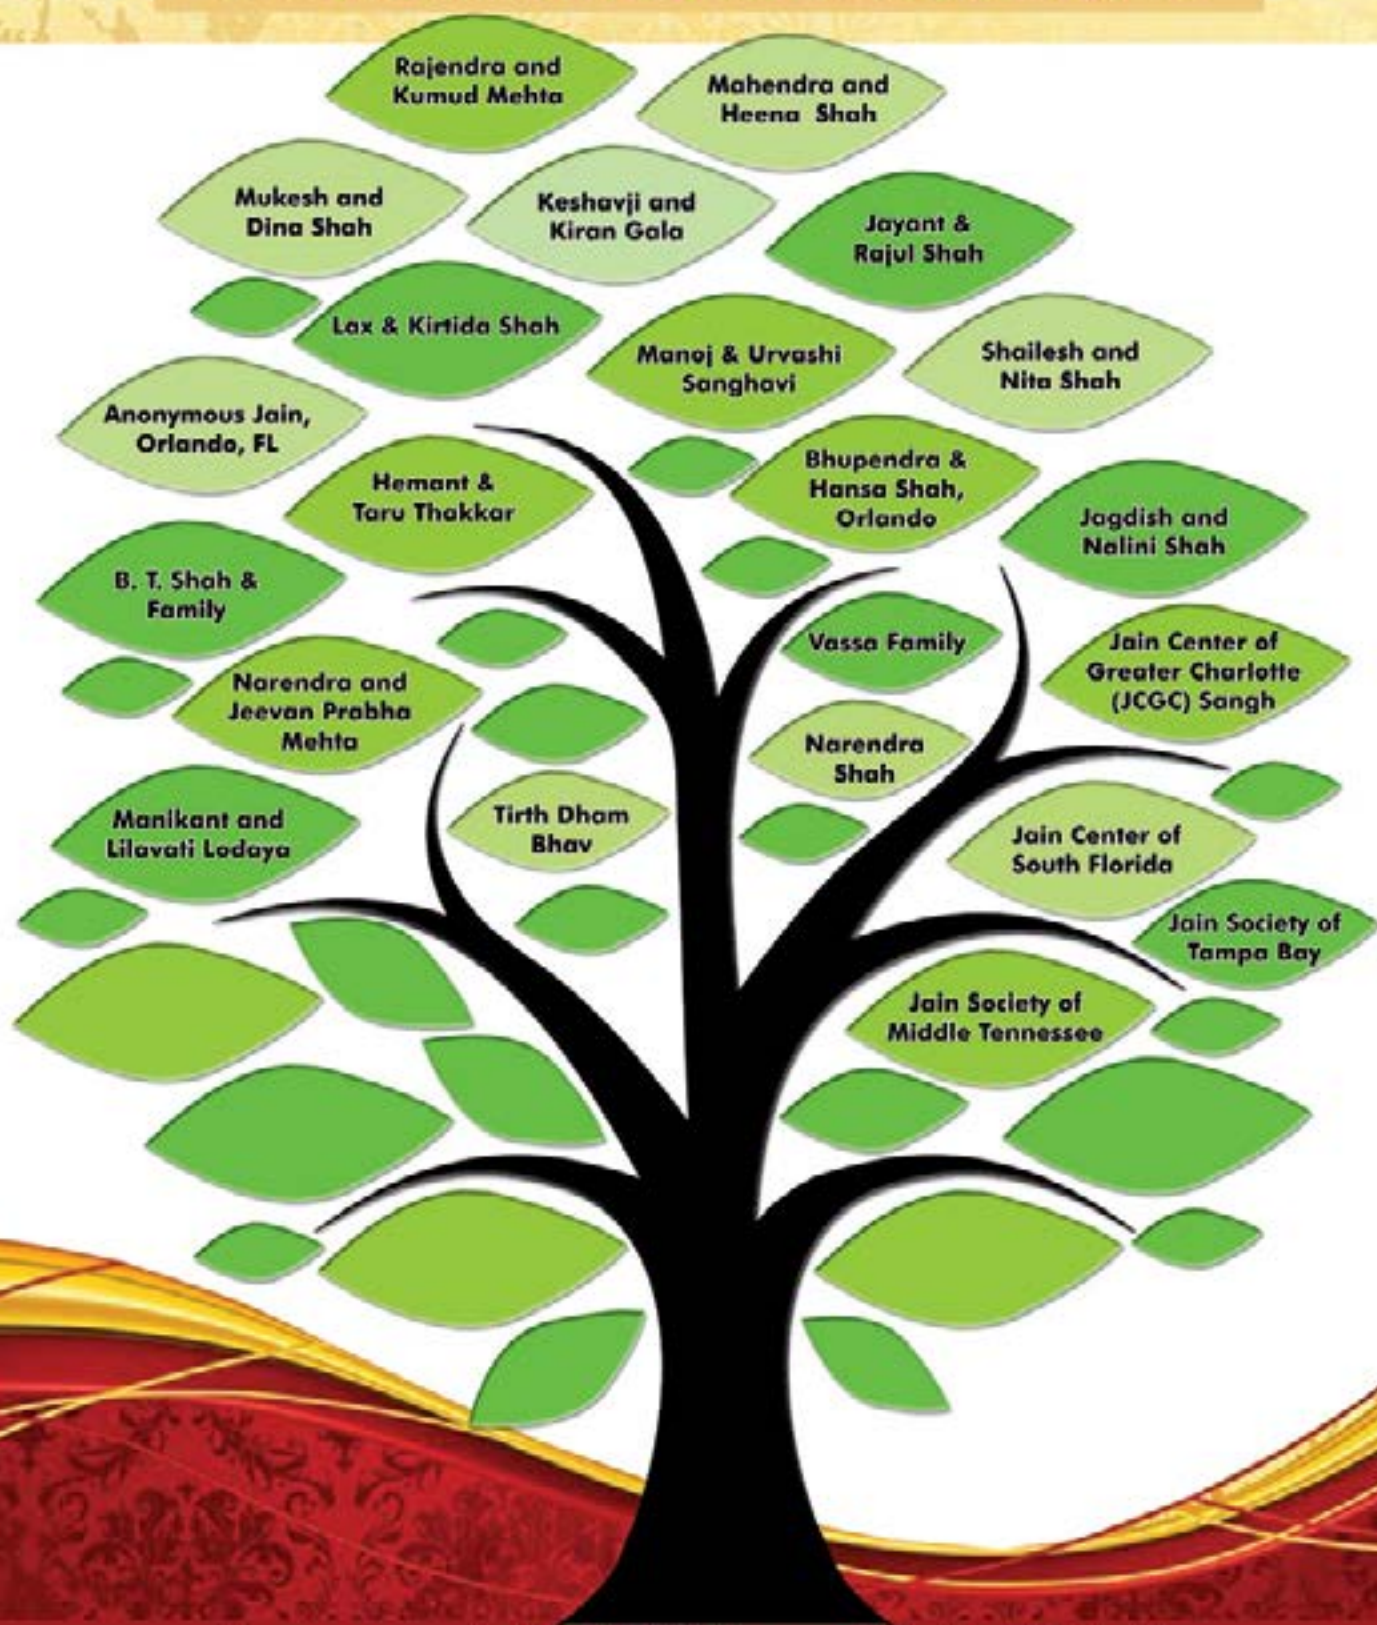 Rajendra and
Kumud Mehta
Mahendra and
Heena Shah
Mukesh and
Dina Shah
Keshavji and
Kiran Gala
Jayant &
Rajul Shah
Lax & Kirtida Shah
Manoj & Urvashi
Sanghavi
Shailesh and
Nita Shah
Anonymous Jain,
Orlando, FL
Hemant &
Taru Thakkar
Bhupendra &
Hansa Shah,
Orlando
Jagdish and
Nalini Shah
B. T. Shah &
Family
Vassa Family
Jain Center of
Greater Charlotte
(JCGC) Sangh
Narendra and
Jeevan Prabha
Mehta
Narendra
Shah
Manikant and
Lilavati Lodaya
Tirth Dham
Bhav
Jain Center of
South Florida
Jain Society of
Tampa Bay
Jain Society of
Middle Tennessee